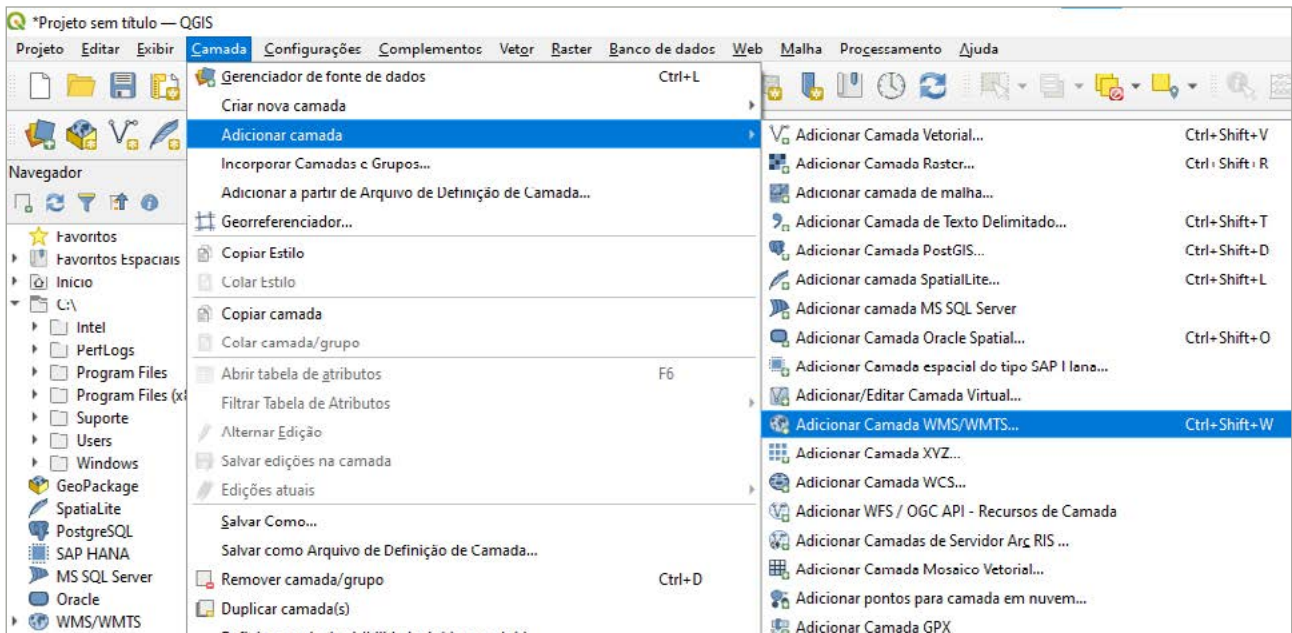 *Projeto sem título — QGIS
Projeto Editar Exibir Camada Configurações Complementos Vetor Raster Banco de dados Web Malha Processamento Ajuda
Gerenciador de fonte de dados Ctrl+L
Criar nova camada
Adicionar camada
Incorporar Camadas e Grupos...
Adicionar a partir de Arquivo de Definição de Camada...
Georreferenciador...
Copiar Estilo
Colar Estilo
Copiar camada
Colar camada/grupo
Abrir tabela de atributos F6
Filtrar Tabela de Atributos
Alternar Edição
Salvar edições na camada
Edições atuais
Salvar Como...
Salvar como Arquivo de Definição de Camada...
Remover camada/grupo Ctrl+D
Duplicar camada(s)
Adicionar Camada Vetorial... Ctrl+Shift+V
Adicionar Camada Raster... Ctrl+Shift+R
Adicionar camada de malha...
Adicionar Camada de Texto Delimitado... Ctrl+Shift+T
Adicionar Camada PostGIS... Ctrl+Shift+D
Adicionar camada SpatialLite... Ctrl+Shift+L
Adicionar camada MS SQL Server
Adicionar Camada Oracle Spatial... Ctrl+Shift+O
Adicionar Camada espacial do tipo SAP Hana...
Adicionar/Editar Camada Virtual...
Adicionar Camada WMS/WMTS... Ctrl+Shift+W
Adicionar Camada XYZ...
Adicionar Camada WCS...
Adicionar WFS / OGC API - Recursos de Camada
Adicionar Camadas de Servidor Arc RIS ...
Adicionar Camada Mosaico Vetorial...
Adicionar pontos para camada em nuvem...
Adicionar Camada GPX
Navegador
Favoritos
Favoritos Espaciais
Início
C:\
Intel
PerfLogs
Program Files
Program Files (x8
Suporte
Users
Windows
GeoPackage
SpatiaLite
PostgreSQL
SAP HANA
MS SQL Server
Oracle
WMS/WMTS